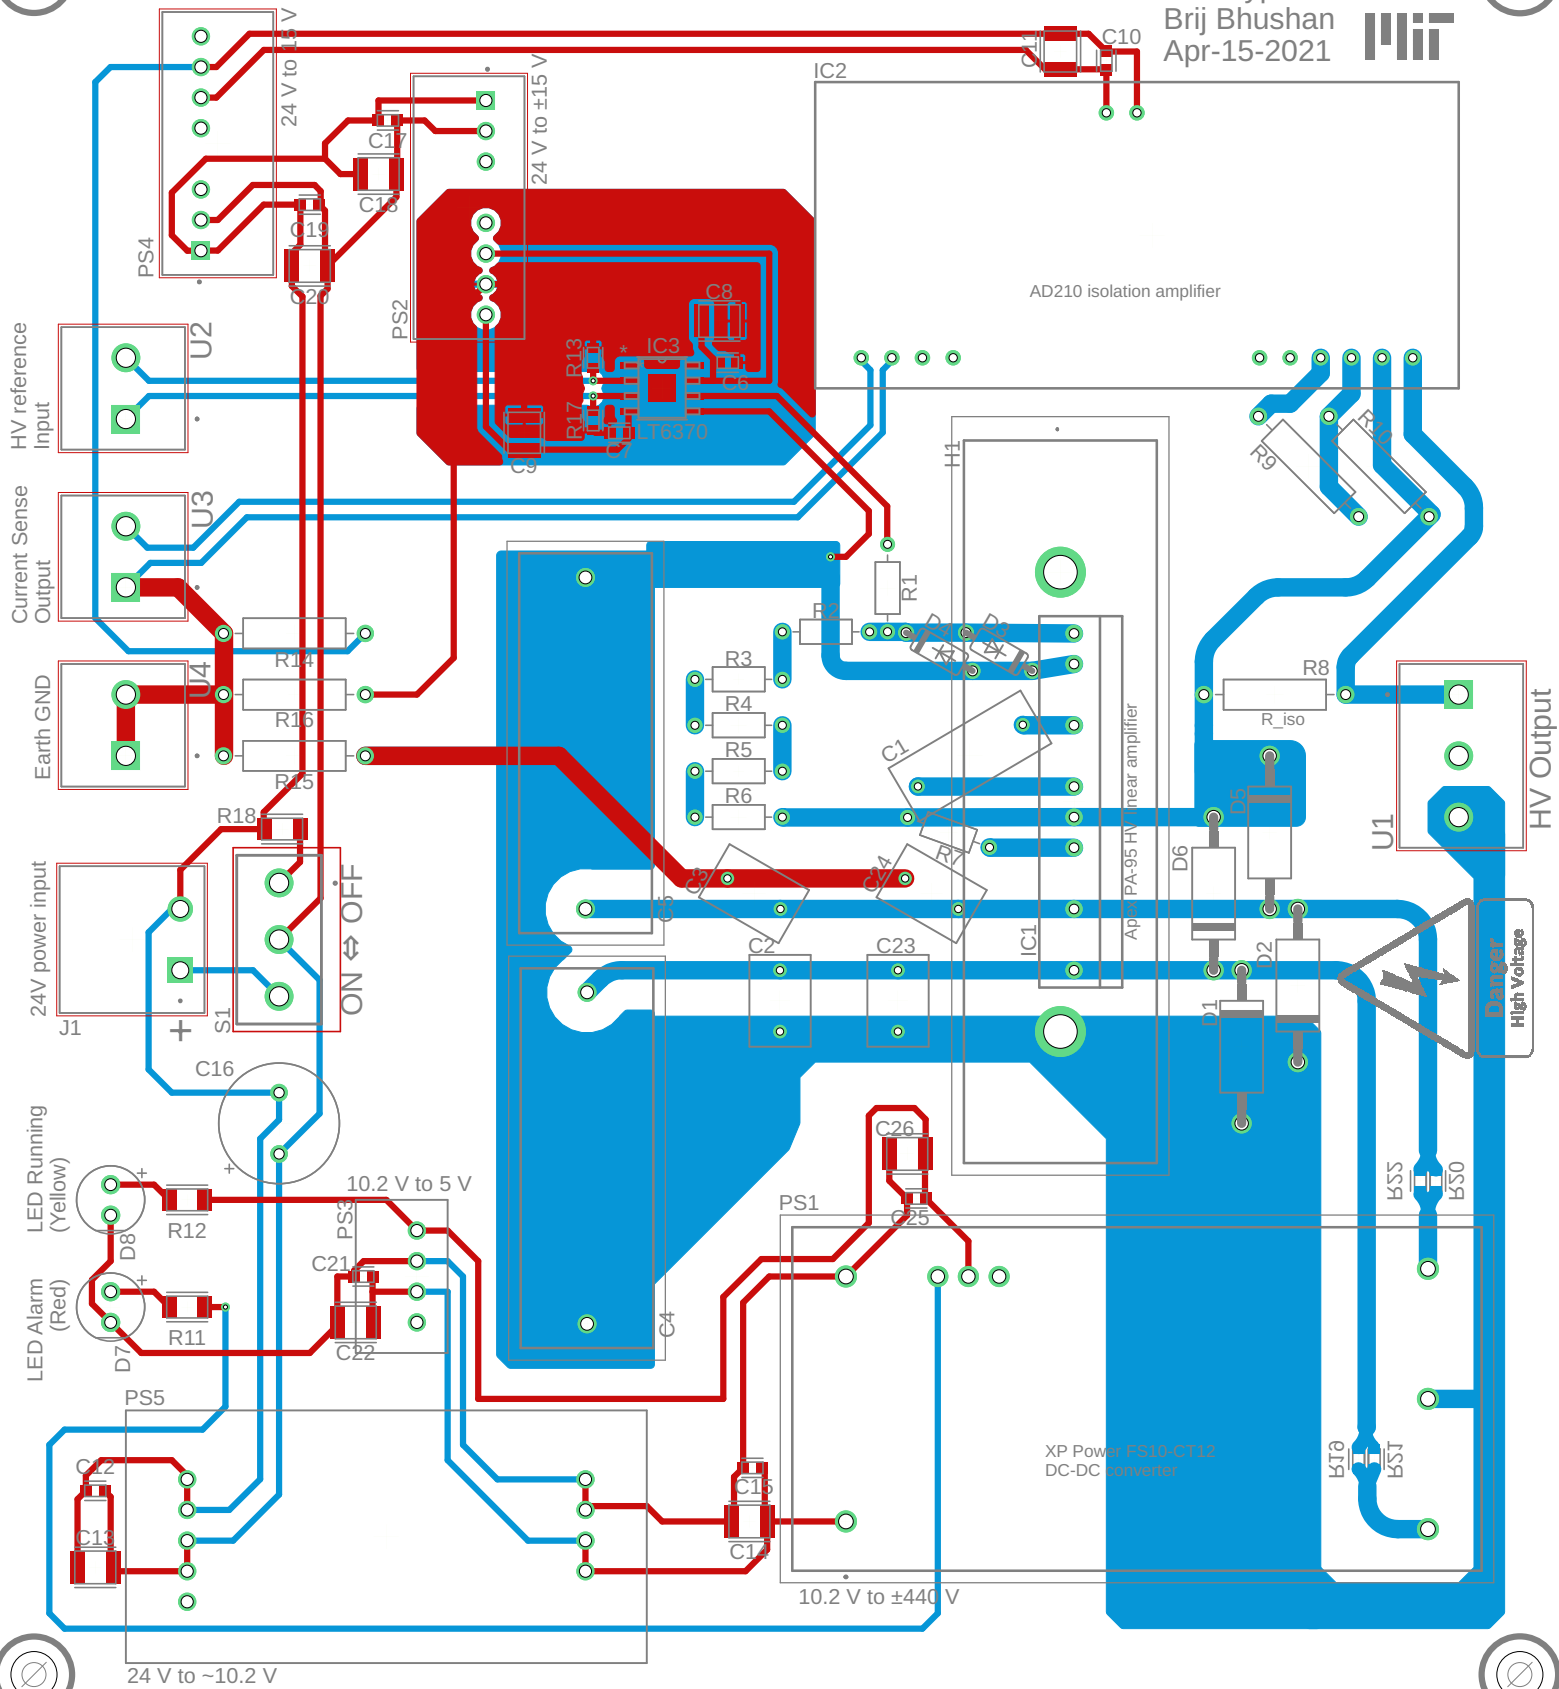 Brij Bhushan
Apr-15-2021
24 V to 15 V
PS4
C17
C18
C19
C20
24 V to ±15 V
PS2
C11
C10
IC2
AD210 isolation amplifier
HV reference
Input
U2
C8
C6
R13
*
IC3
R17
C7
LT6370
C9
Current Sense
Output
U3
H1
R9
R10
R1
R2
D4
D3
R14
Earth GND
U4
R16
R15
R3
R4
R5
R6
C1
R7
R8
R_iso
HV Output
U1
R18
24V power input
J1
+
S1
ON ⇔ OFF
C5
C3
C24
C2
C23
IC1
Apex PA-95 HV linear amplifier
D5
D6
D2
D1
Danger
High Voltage
C16
+
LED Running
(Yellow)
+
D8
R12
10.2 V to 5 V
PS3
C21
C22
LED Alarm
(Red)
+
D7
R11
C4
C26
C25
PS1
R22
R20
PS5
C12
C13
C15
C14
XP Power FS10-CT12
DC-DC converter
R19
R21
10.2 V to ±440 V
24 V to ~10.2 V